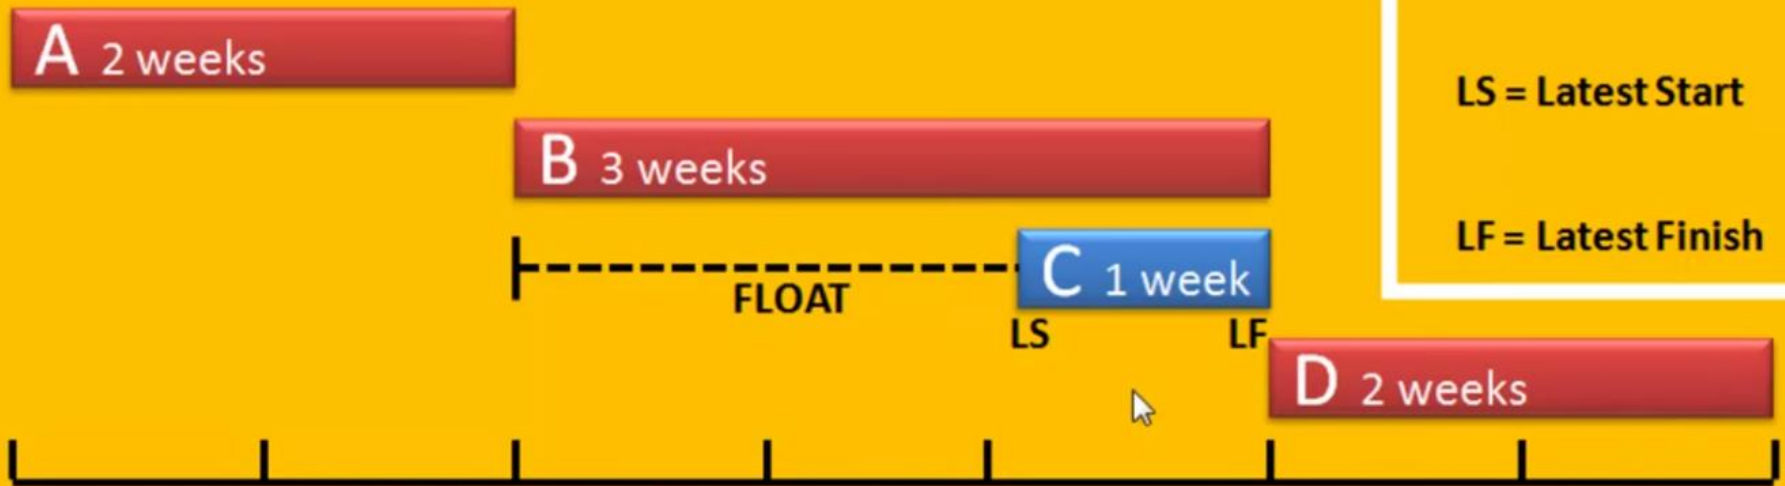 A 2 weeks
LS = Latest Start
B 3 weeks
LF = Latest Finish
C 1 week
FLOAT
LS LF
D 2 weeks